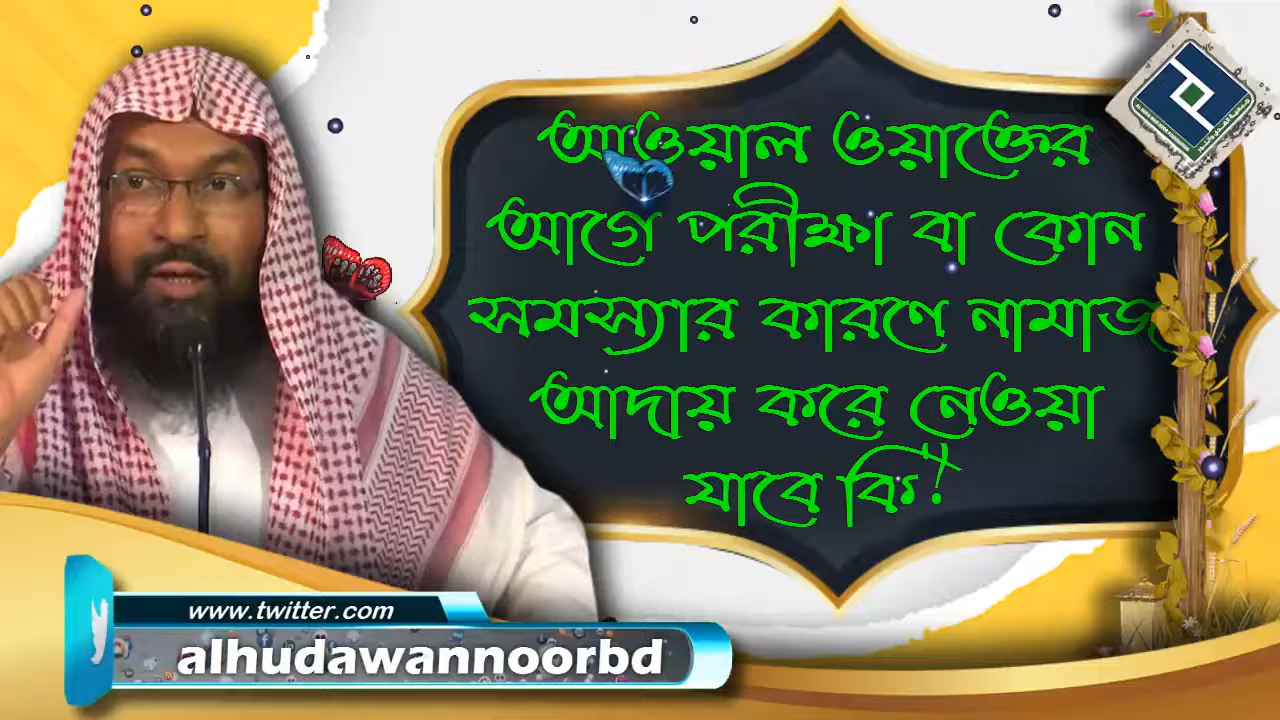 আওয়াল ওয়াক্তের
আগে পরীক্ষা বা কোন
সমস্যার কারণে নামাজ
আদায় করে নেওয়া
যাবে কি!
www.twitter.com
alhudawannoorbd